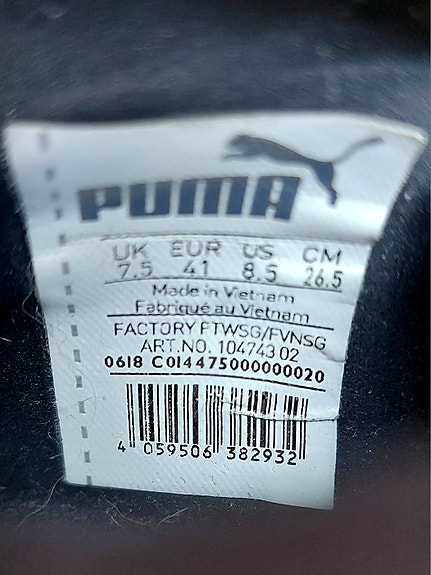 PUMA
UK EUR US CM
7.5 41 8.5 26.5
Made in Vietnam
Fabriqué au Vietnam
FACTORY FTWSG/FVNSG
ART.NO. 104743 02
0618 C014475000000020
4 059506 382932